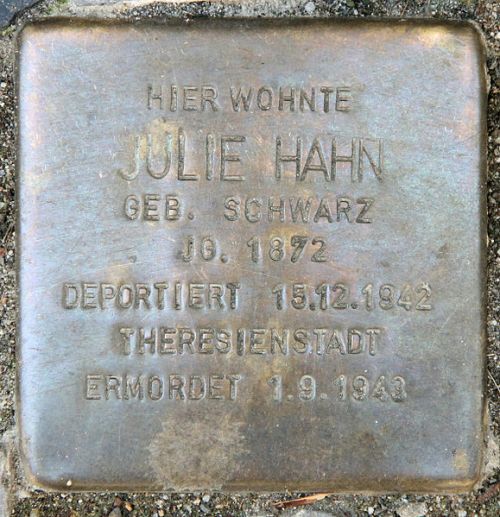 HIER WOHNTE
JULIE HAHN
GEB. SCHWARZ
JG. 1872
DEPORTIERT 15.12.1942
THERESIENSTADT
ERMORDET 1.9.1943